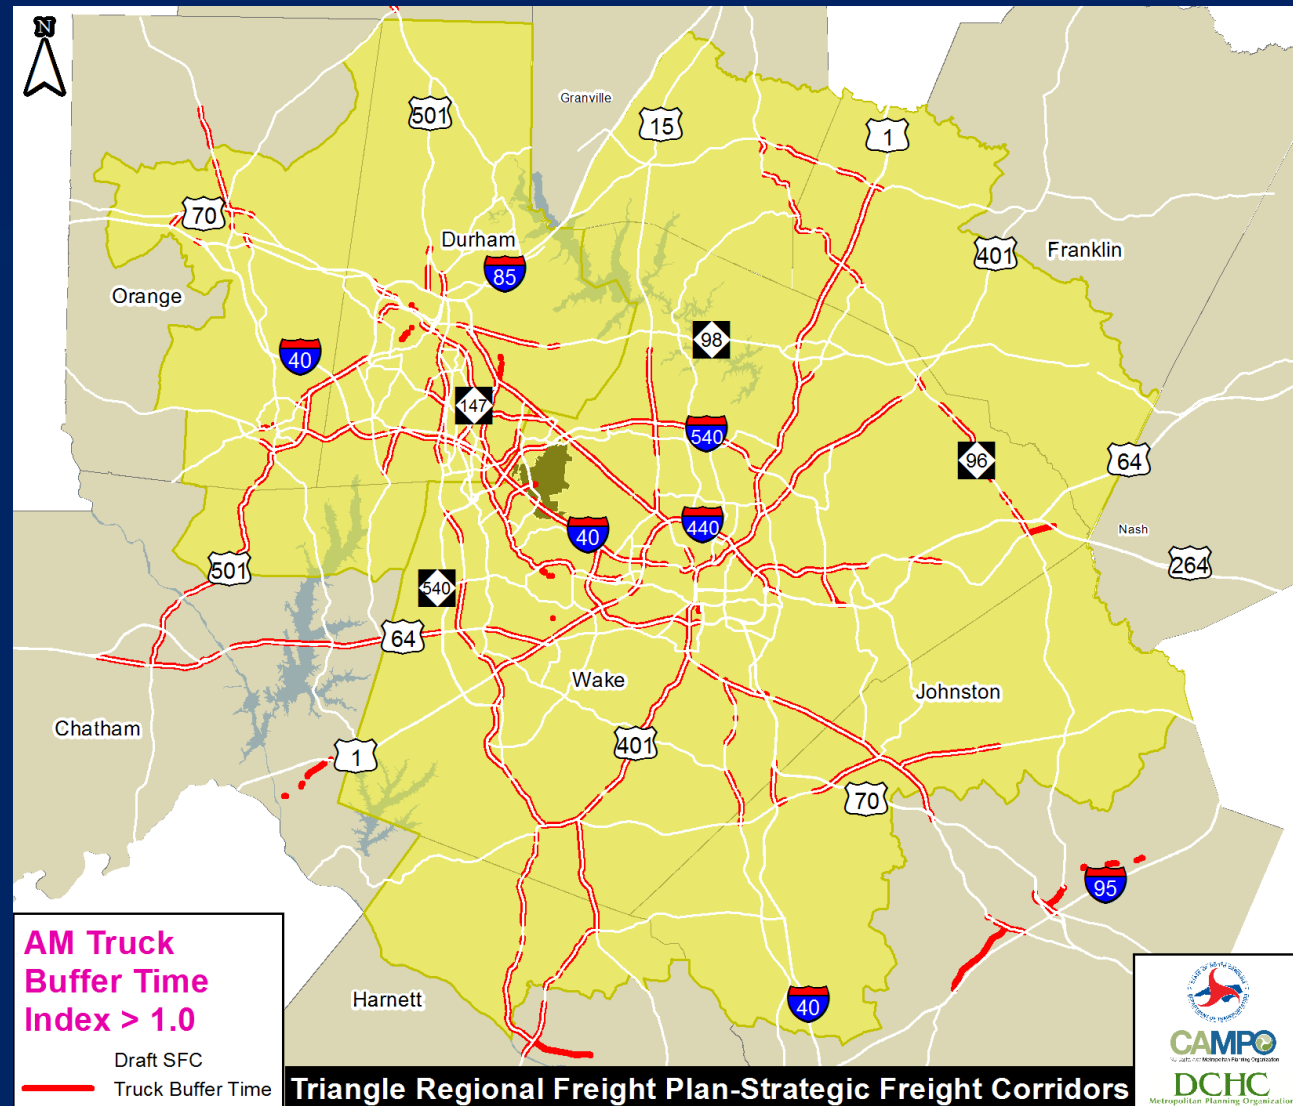 N
501
Granville
15
1
70
Durham
401
Franklin
85
Orange
98
40
147
540
96
64
440
40
Nash
501
264
540
64
Wake
Johnston
Chatham
401
1
70
95
AM Truck
Buffer Time
Index > 1.0
Harnett
40
Draft SFC
Truck Buffer Time
Triangle Regional Freight Plan-Strategic Freight Corridors
CAMPO
DCHC
Metropolitan Planning Organization